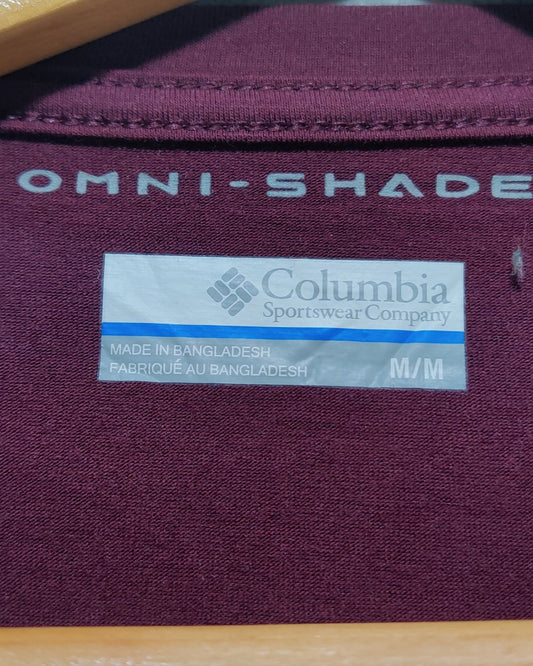 OMNI-SHADE
Columbia
Sportswear Company
MADE IN BANGLADESH
FABRIQUÉ AU BANGLADESH
M/M